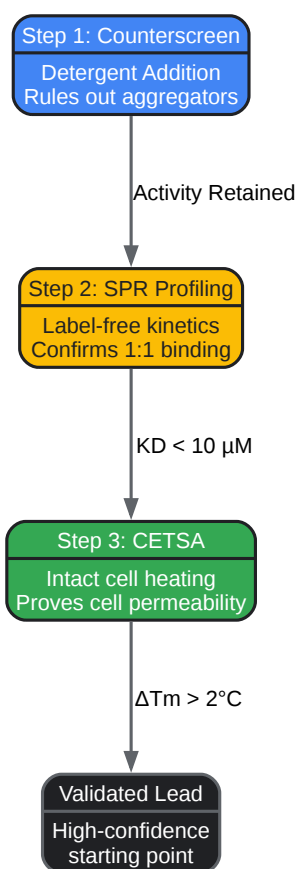 Step 1: Counterscreen
Detergent Addition
Rules out aggregators
Activity Retained
Step 2: SPR Profiling
Label-free kinetics
Confirms 1:1 binding
KD < 10 µM
Step 3: CETSA
Intact cell heating
Proves cell permeability
ΔTm > 2°C
Validated Lead
High-confidence
starting point